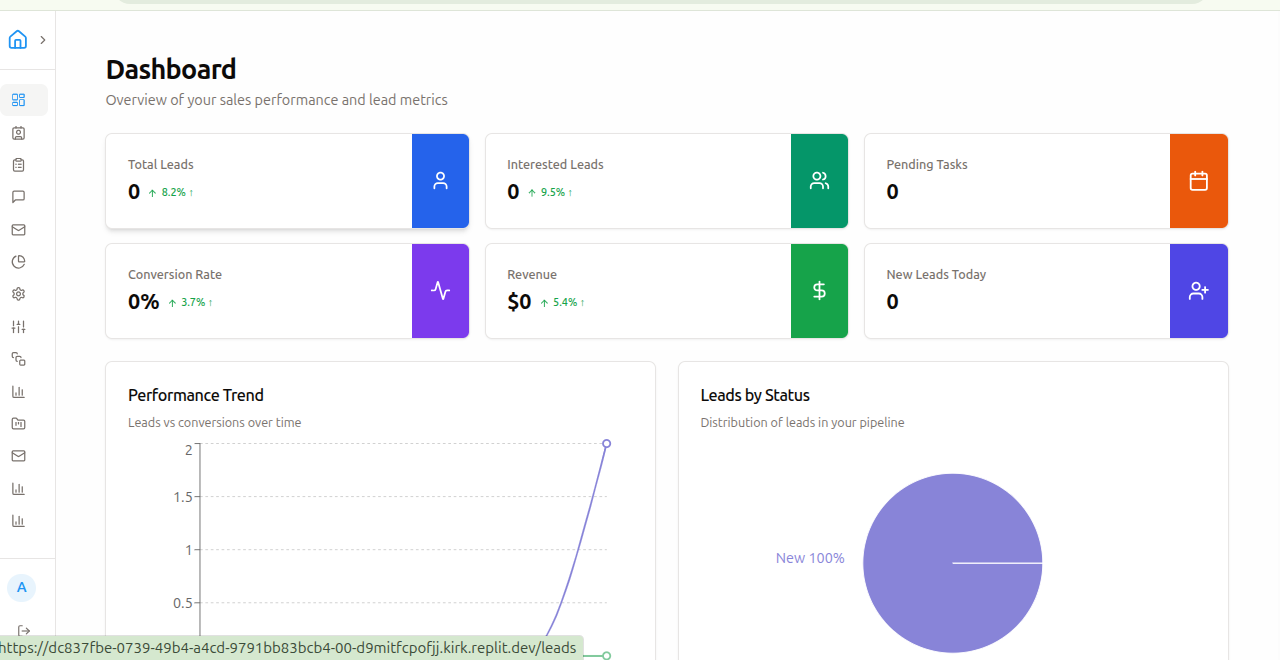 Dashboard
Overview of your sales performance and lead metrics
Total Leads
0 ↑ 8.2% ↑
Interested Leads
0 ↑ 9.5% ↑
Pending Tasks
0
Conversion Rate
0% ↑ 3.7% ↑
Revenue
$0 ↑ 5.4% ↑
New Leads Today
0
Performance Trend
Leads vs conversions over time
2
1.5
1
0.5
Leads by Status
Distribution of leads in your pipeline
New 100%
A
https://dc837fbe-0739-49b4-a4cd-9791bb83bcb4-00-d9mitfcpofjj.kirk.replit.dev/leads